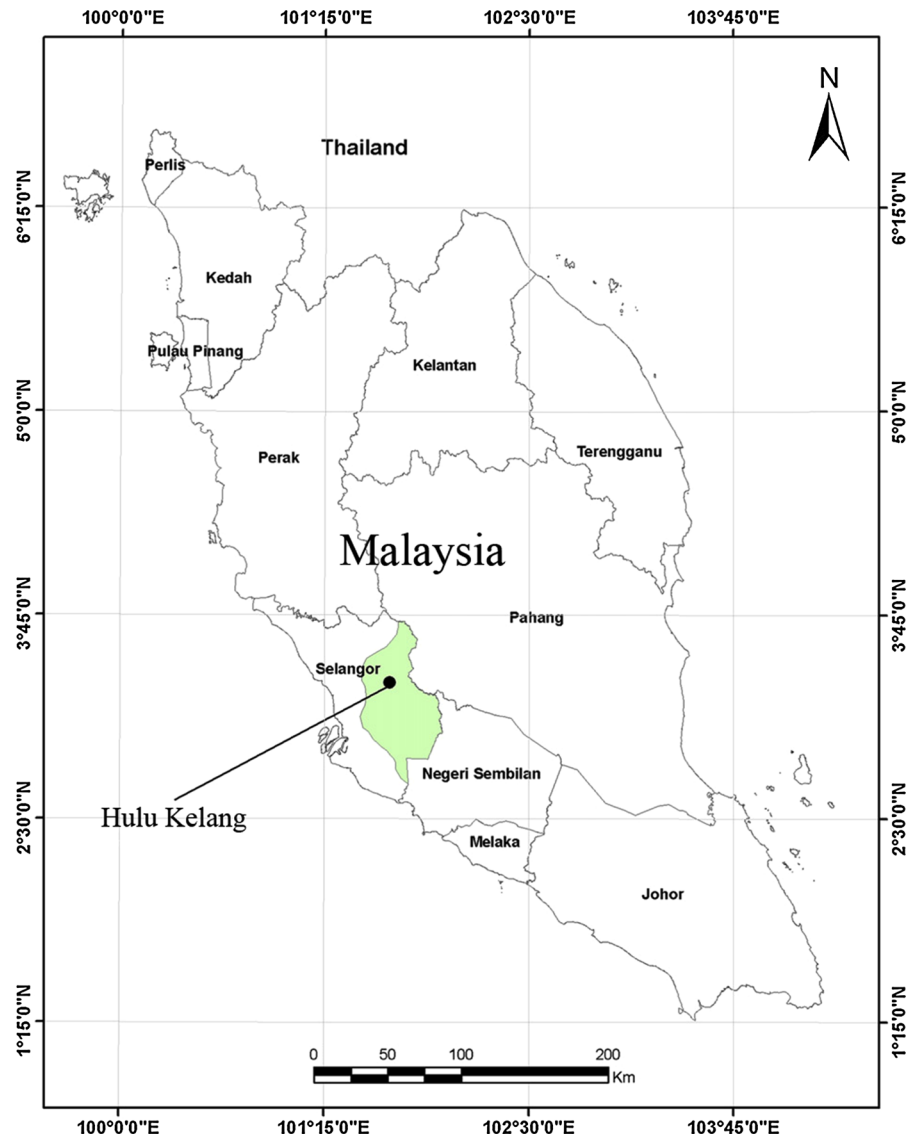 100°0'0"E 101°15'0"E 102°30'0"E 103°45'0"E
N
Thailand
Perlis
6°15'0"N 6°15'0"N
Kedah
Pulau Pinang
Kelantan
5°0'0"N 5°0'0"N
Terengganu
Perak
Malaysia
3°45'0"N 3°45'0"N
Pahang
Selangor
Negeri Sembilan
Hulu Kelang
2°30'0"N 2°30'0"N
Melaka
Johor
1°15'0"N 1°15'0"N
0 50 100 200
Km
100°0'0"E 101°15'0"E 102°30'0"E 103°45'0"E